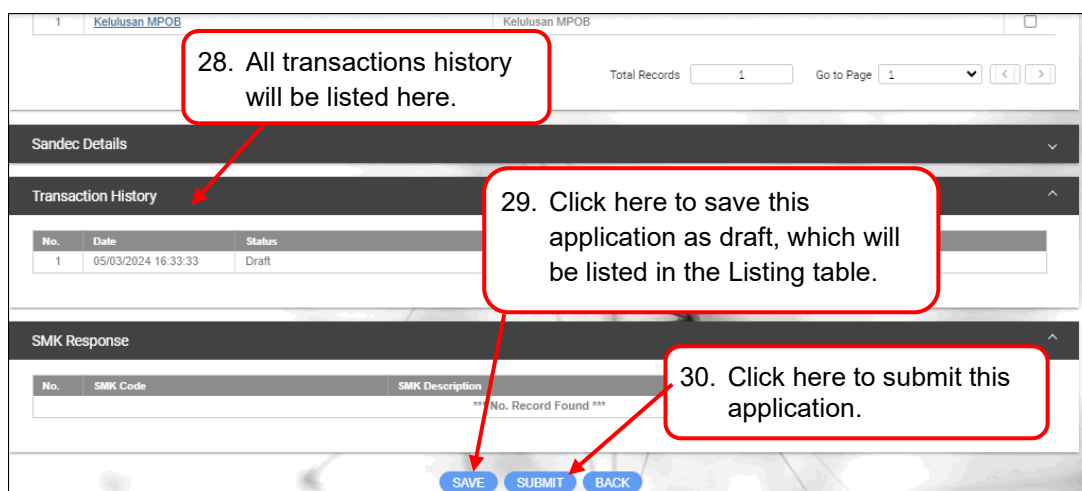 1 Kelulusan MPOB Kelulusan MPOB
28. All transactions history
will be listed here.
Total Records 1 Go to Page 1 < >
Sandec Details
Transaction History
29. Click here to save this
application as draft, which will
be listed in the Listing table.
No. Date Status
1 05/03/2024 16:33:33 Draft
SMK Response
30. Click here to submit this
application.
No. SMK Code SMK Description
*** No. Record Found ***
SAVE SUBMIT BACK